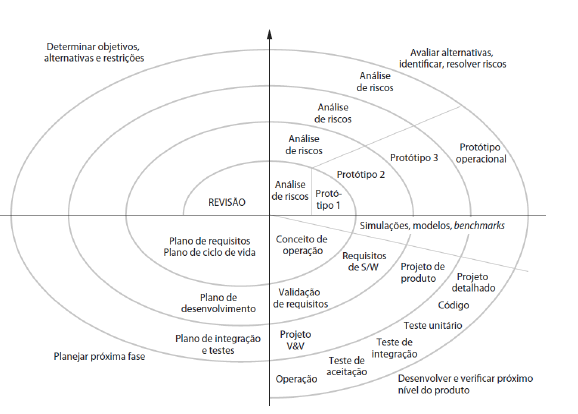 Determinar objetivos,
alternativas e restrições
Avaliar alternativas,
identificar, resolver riscos
Análise
de riscos
Análise
de riscos
Análise
de riscos
Análise
de riscos
Protótipo
operacional
Protótipo 3
Protótipo 2
Protó-
tipo 1
REVISÃO
Simulações, modelos, benchmarks
Plano de requisitos
Plano de ciclo de vida
Conceito de
operação
Requisitos
de S/W
Projeto de
produto
Projeto
detalhado
Plano de
desenvolvimento
Validação
de requisitos
Código
Teste unitário
Plano de integração
e testes
Projeto
V&V
Teste de
integração
Teste de
aceitação
Operação
Planejar próxima fase
Desenvolver e verificar próximo
nível do produto